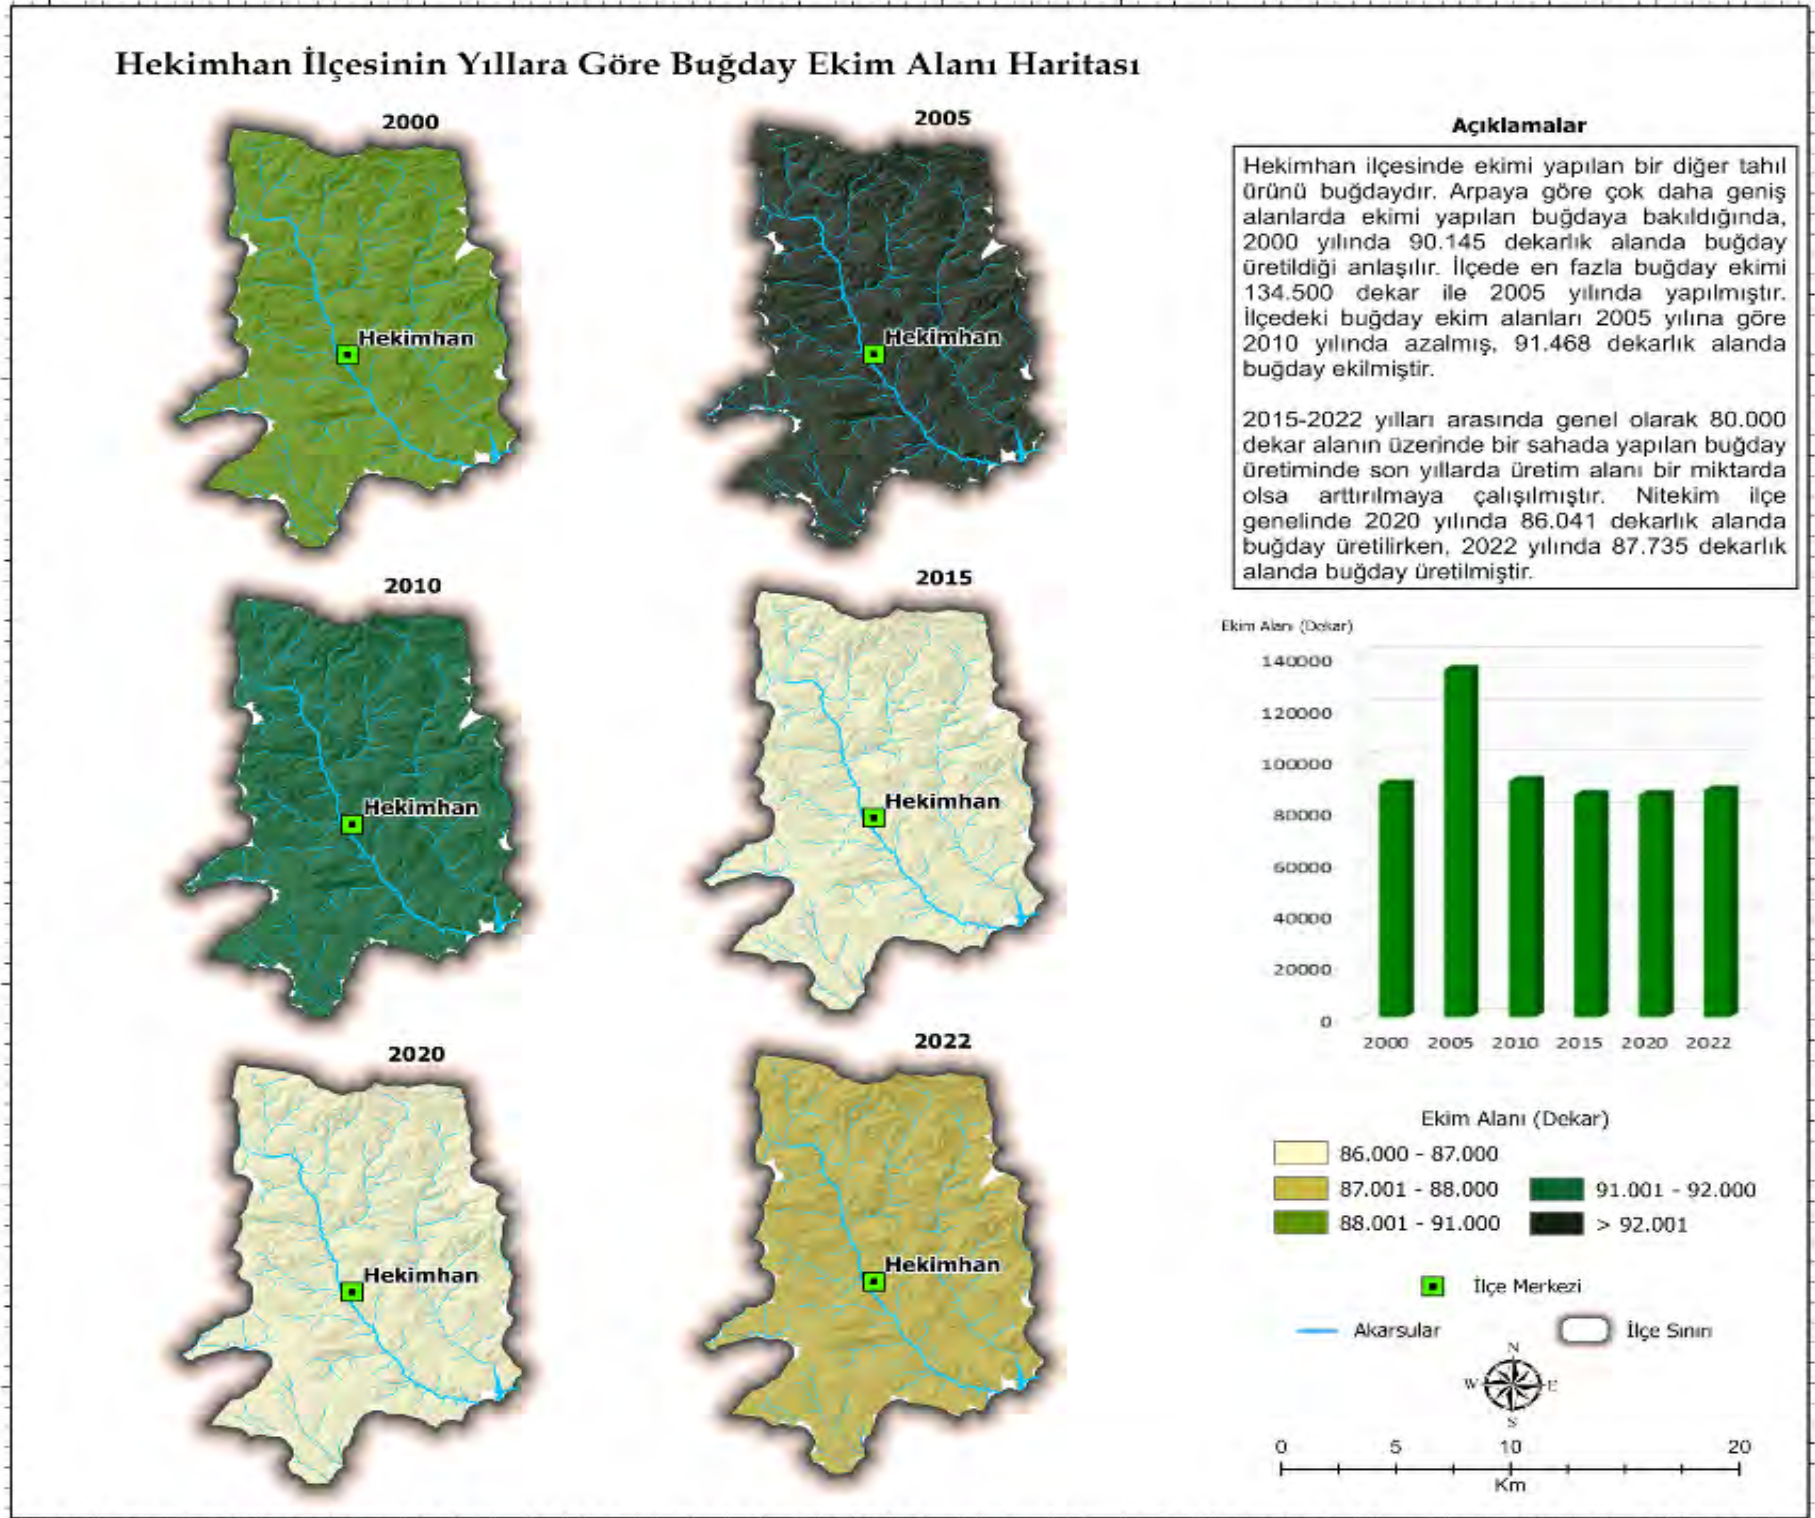 Hekimhan İlçesinin Yıllara Göre Buğday Ekim Alanı Haritası
2000
Hekimhan
2005
Hekimhan
2010
Hekimhan
2015
Hekimhan
2020
Hekimhan
2022
Hekimhan
Açıklamalar
Hekimhan ilçesinde ekimi yapılan bir diğer tahıl
ürünü buğdaydır. Arpaya göre çok daha geniş
alanlarda ekimi yapılan buğdaya bakıldığında,
2000 yılında 90.145 dekarlık alanda buğday
üretildiği anlaşılır. İlçede en fazla buğday ekimi
134.500 dekar ile 2005 yılında yapılmıştır.
İlçedeki buğday ekim alanları 2005 yılına göre
2010 yılında azalmış, 91.468 dekarlık alanda
buğday ekilmiştir.
2015-2022 yılları arasında genel olarak 80.000
dekar alanın üzerinde bir sahada yapılan buğday
üretiminde son yıllarda üretim alanı bir miktarda
olsa arttırılmaya çalışılmıştır. Nitekim ilçe
genelinde 2020 yılında 86.041 dekarlık alanda
buğday üretilirken, 2022 yılında 87.735 dekarlık
alanda buğday üretilmiştir.
Ekim Alanı (Dekar)
140000
120000
100000
80000
60000
40000
20000
0
2000 2005 2010 2015 2020 2022
Ekim Alanı (Dekar)
86.000 - 87.000
87.001 - 88.000
88.001 - 91.000
91.001 - 92.000
> 92.001
İlçe Merkezi
Akarsular
İlçe Sınırı
N
W E
S
0 5 10 20
Km